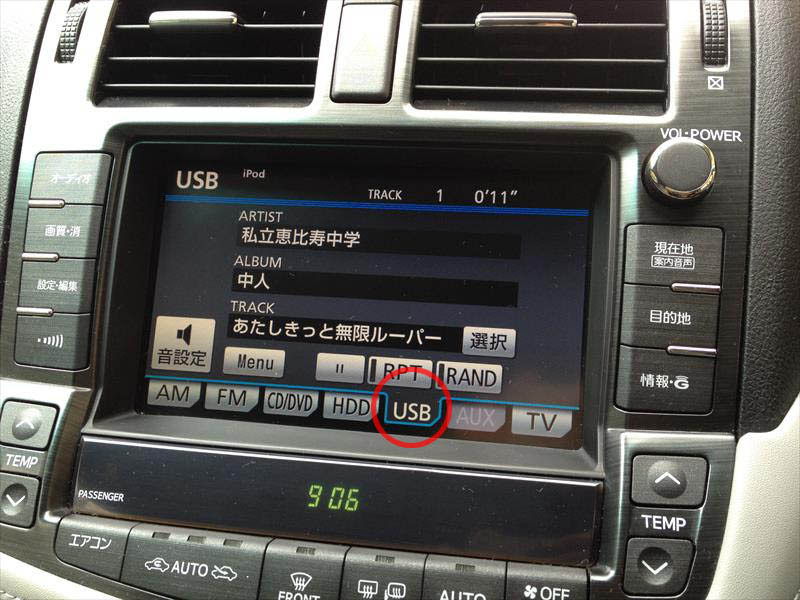 VOL・POWER
オーディオ
画質・消
設定・編集
USB iPod
TRACK 1 0'11"
ARTIST
私立恵比寿中学
ALBUM
中人
TRACK
あたしきっと無限ルーパー 選択
音設定 Menu II RPT RAND
AM FM CD/DVD HDD USB AUX TV
現在地
案内音声
目的地
情報・G
TEMP
PASSENGER
9:06
TEMP
エアコン
AUTO
FRONT
AUTO
OFF